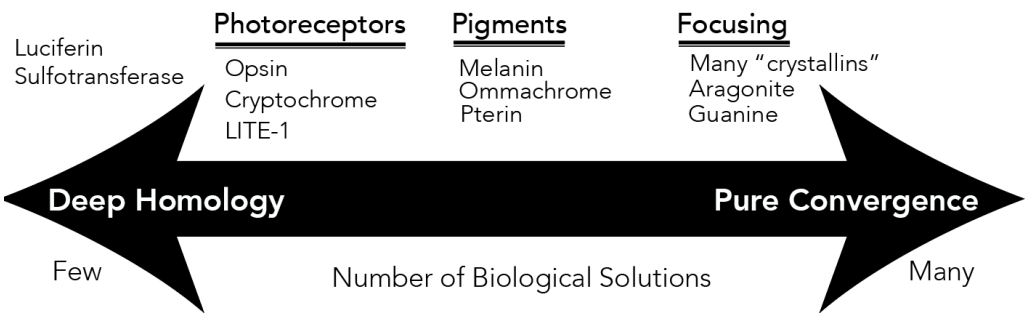 Luciferin
Sulfotransferase
Photoreceptors
Opsin
Cryptochrome
LITE-1
Pigments
Melanin
Ommachrome
Pterin
Focusing
Many “crystallins”
Aragonite
Guanine
Deep Homology
Pure Convergence
Few
Number of Biological Solutions
Many